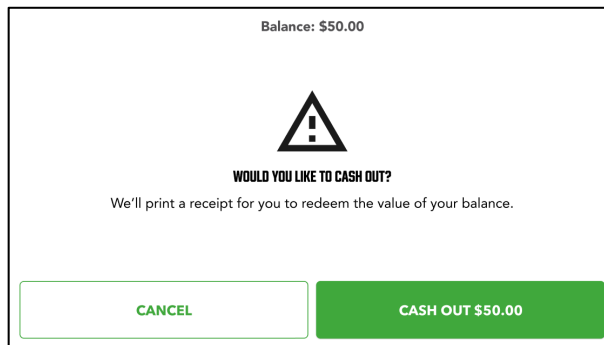 Balance: $50.00
WOULD YOU LIKE TO CASH OUT?
We'll print a receipt for you to redeem the value of your balance.
CANCEL
CASH OUT $50.00